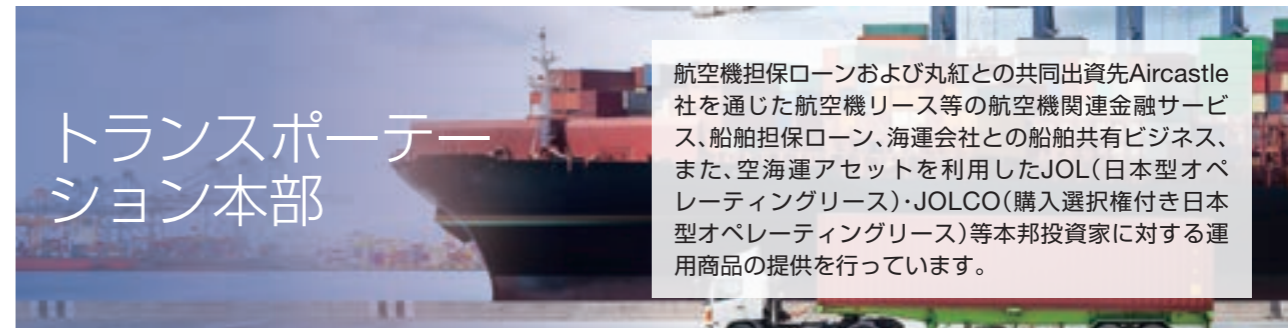 トランスポーテー
ション本部
航空機担保ローンおよび丸紅との共同出資先Aircastle
社を通じた航空機リース等の航空機関連金融サービ
ス、船舶担保ローン、海運会社との船舶共有ビジネス、
また、空海運アセットを利用したJOL(日本型オペ
レーティングリース)・JOLCO(購入選択権付き日本
型オペレーティングリース)等本邦投資家に対する運
用商品の提供を行っています。